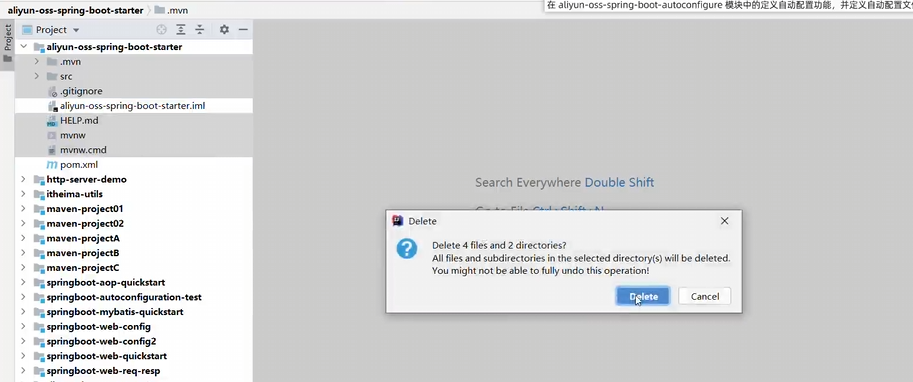 aliyun-oss-spring-boot-starter .mvn
在 aliyun-oss-spring-boot-autoconfigure 模块中的定义自动配置功能，并定义自动配置文
Project
Project
aliyun-oss-spring-boot-starter
.mvn
src
.gitignore
aliyun-oss-spring-boot-starter.iml
HELP.md
mvnw
mvnw.cmd
pom.xml
http-server-demo
itheima-utils
maven-project01
maven-project02
maven-projectA
maven-projectB
maven-projectC
springboot-aop-quickstart
springboot-autoconfiguration-test
springboot-mybatis-quickstart
springboot-web-config
springboot-web-config2
springboot-web-quickstart
springboot-web-req-resp
Search Everywhere Double Shift
Go to File Ctrl+Shift+N
Delete
Delete 4 files and 2 directories?
All files and subdirectories in the selected directory(s) will be deleted.
You might not be able to fully undo this operation!
Delete Cancel